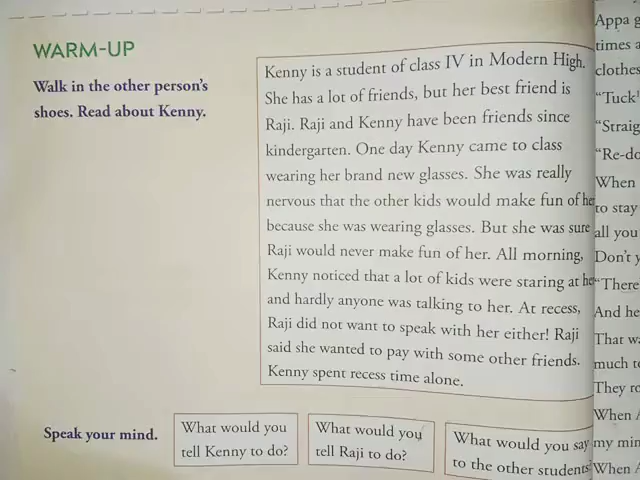 WARM-UP
Walk in the other person's
shoes. Read about Kenny.
Kenny is a student of class IV in Modern High.
She has a lot of friends, but her best friend is
Raji. Raji and Kenny have been friends since
kindergarten. One day Kenny came to class
wearing her brand new glasses. She was really
nervous that the other kids would make fun of her
because she was wearing glasses. But she was sure
Raji would never make fun of her. All morning,
Kenny noticed that a lot of kids were staring at her
and hardly anyone was talking to her. At recess,
Raji did not want to speak with her either! Raji
said she wanted to pay with some other friends.
Kenny spent recess time alone.
Speak your mind.
What would you
tell Kenny to do?
What would you
tell Raji to do?
What would you say
to the other students
Appa
times
clothes
"Tuck
"Straig
"Re-do
When
to stay
all you
Don't
"There
And he
That
much
They
When
my
When